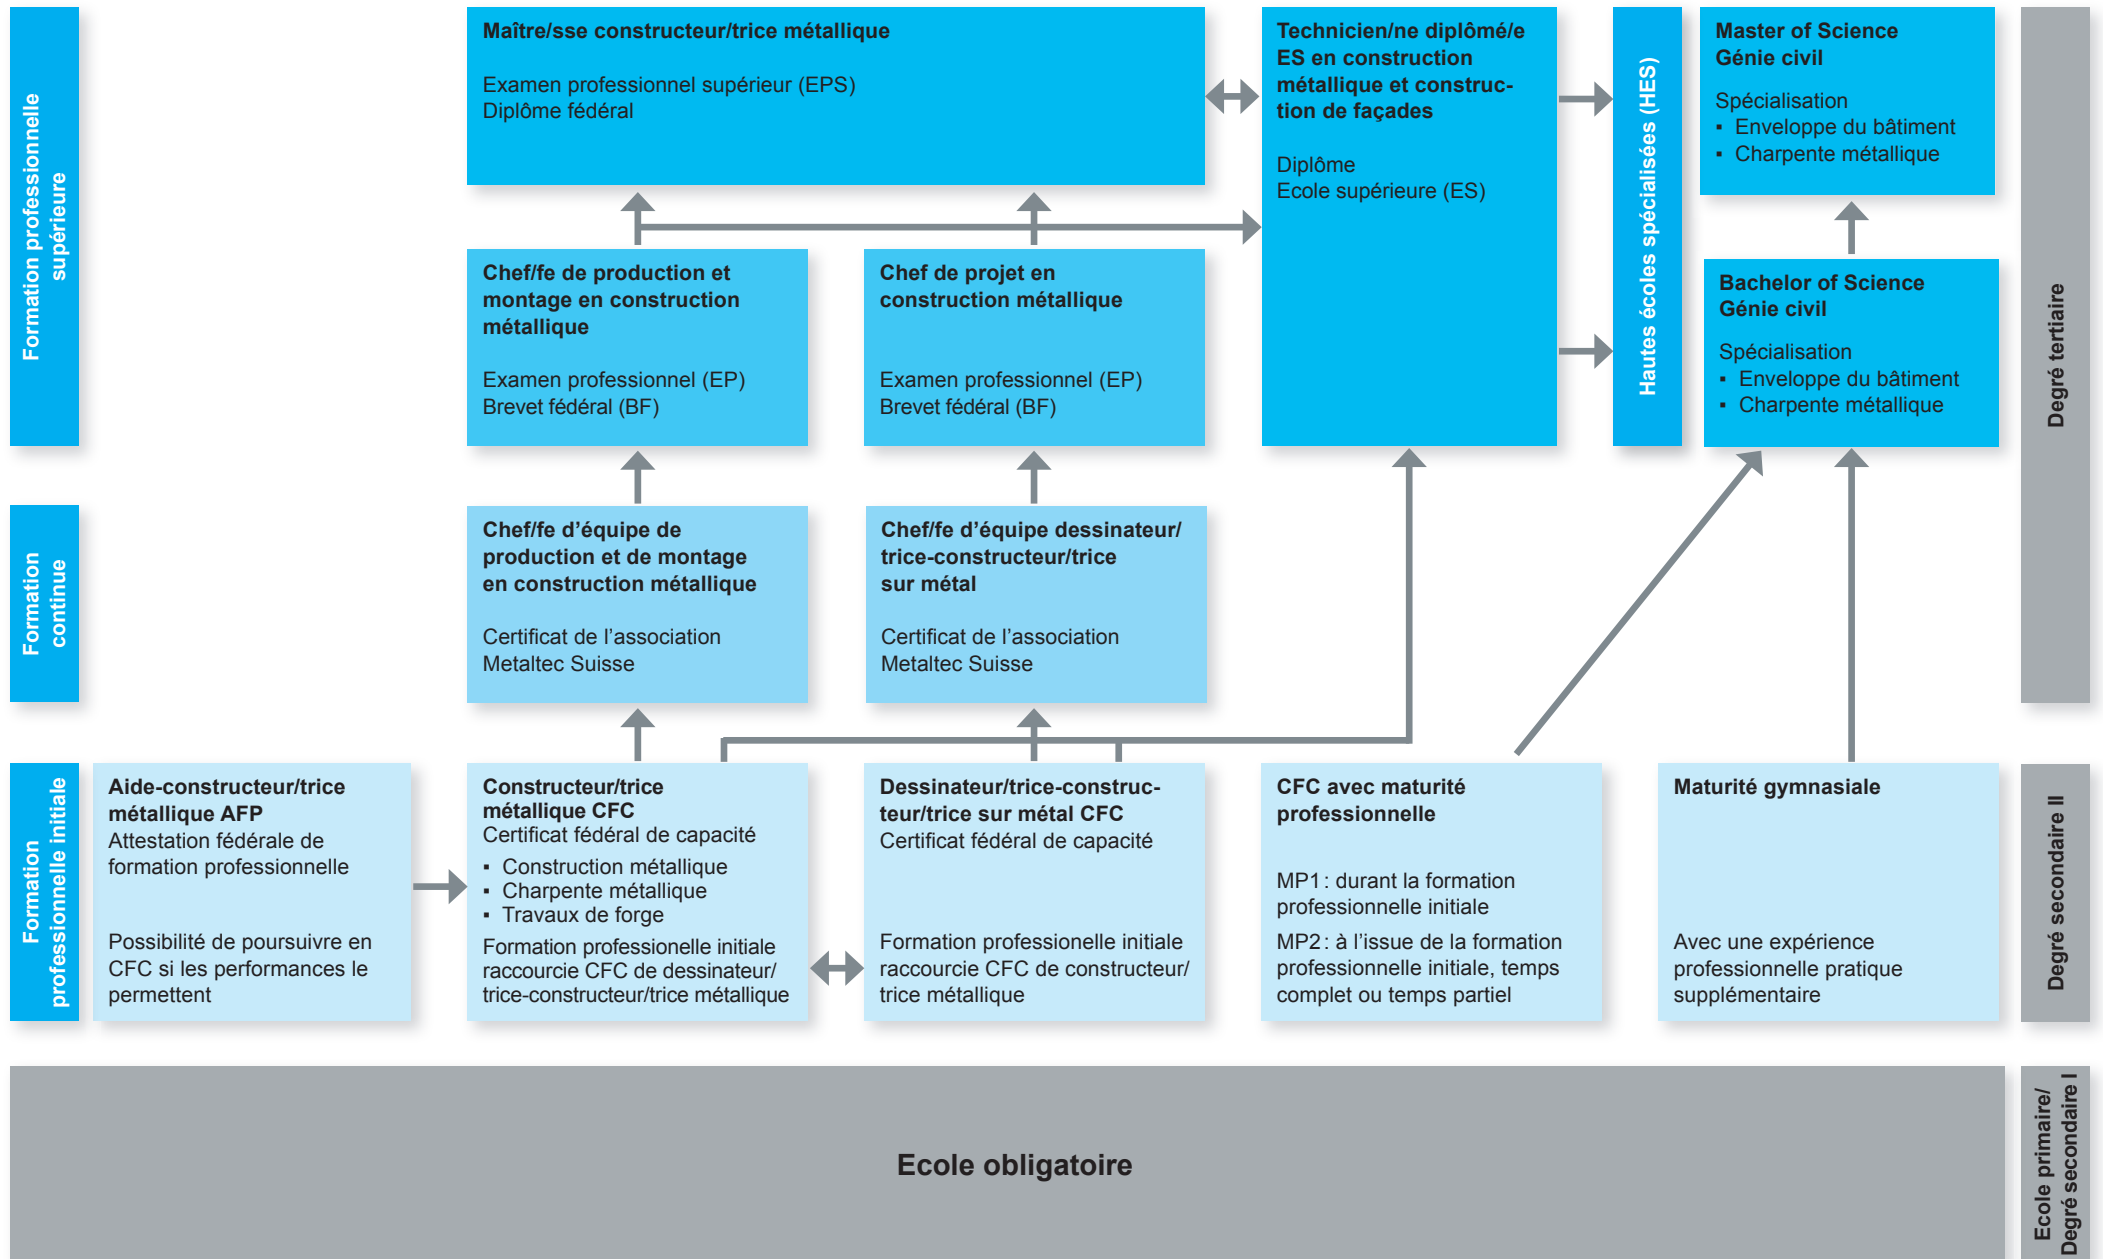 Formation professionnelle
supérieure
Maître/sse constructeur/trice métallique
Examen professionnel supérieur (EPS)
Diplôme fédéral
Technicien/ne diplômé/e
ES en construction
métallique et construc-
tion de façades
Diplôme
Ecole supérieure (ES)
Hautes écoles spécialisées (HES)
Master of Science
Génie civil
Spécialisation
▪ Enveloppe du bâtiment
▪ Charpente métallique
Degré tertiaire
Chef/fe de production et
montage en construction
métallique
Examen professionnel (EP)
Brevet fédéral (BF)
Chef de projet en
construction métallique
Examen professionnel (EP)
Brevet fédéral (BF)
Bachelor of Science
Génie civil
Spécialisation
▪ Enveloppe du bâtiment
▪ Charpente métallique
Formation
continue
Chef/fe d’équipe de
production et de montage
en construction métallique
Certificat de l’association
Metaltec Suisse
Chef/fe d’équipe dessinateur/
trice-constructeur/trice
sur métal
Certificat de l’association
Metaltec Suisse
Formation
professionnelle initiale
Aide-constructeur/trice
métallique AFP
Attestation fédérale de
formation professionnelle
Possibilité de poursuivre en
CFC si les performances le
permettent
Constructeur/trice
métallique CFC
Certificat fédéral de capacité
▪ Construction métallique
▪ Charpente métallique
▪ Travaux de forge
Formation professionelle initiale
raccourcie CFC de dessinateur/
trice-constructeur/trice métallique
Dessinateur/trice-construc-
teur/trice sur métal CFC
Certificat fédéral de capacité
Formation professionelle initiale
raccourcie CFC de constructeur/
trice métallique
CFC avec maturité
professionnelle
MP1 : durant la formation
professionnelle initiale
MP2 : à l’issue de la formation
professionnelle initiale, temps
complet ou temps partiel
Maturité gymnasiale
Avec une expérience
professionnelle pratique
supplémentaire
Degré secondaire II
Ecole obligatoire
Ecole primaire/
Degré secondaire I